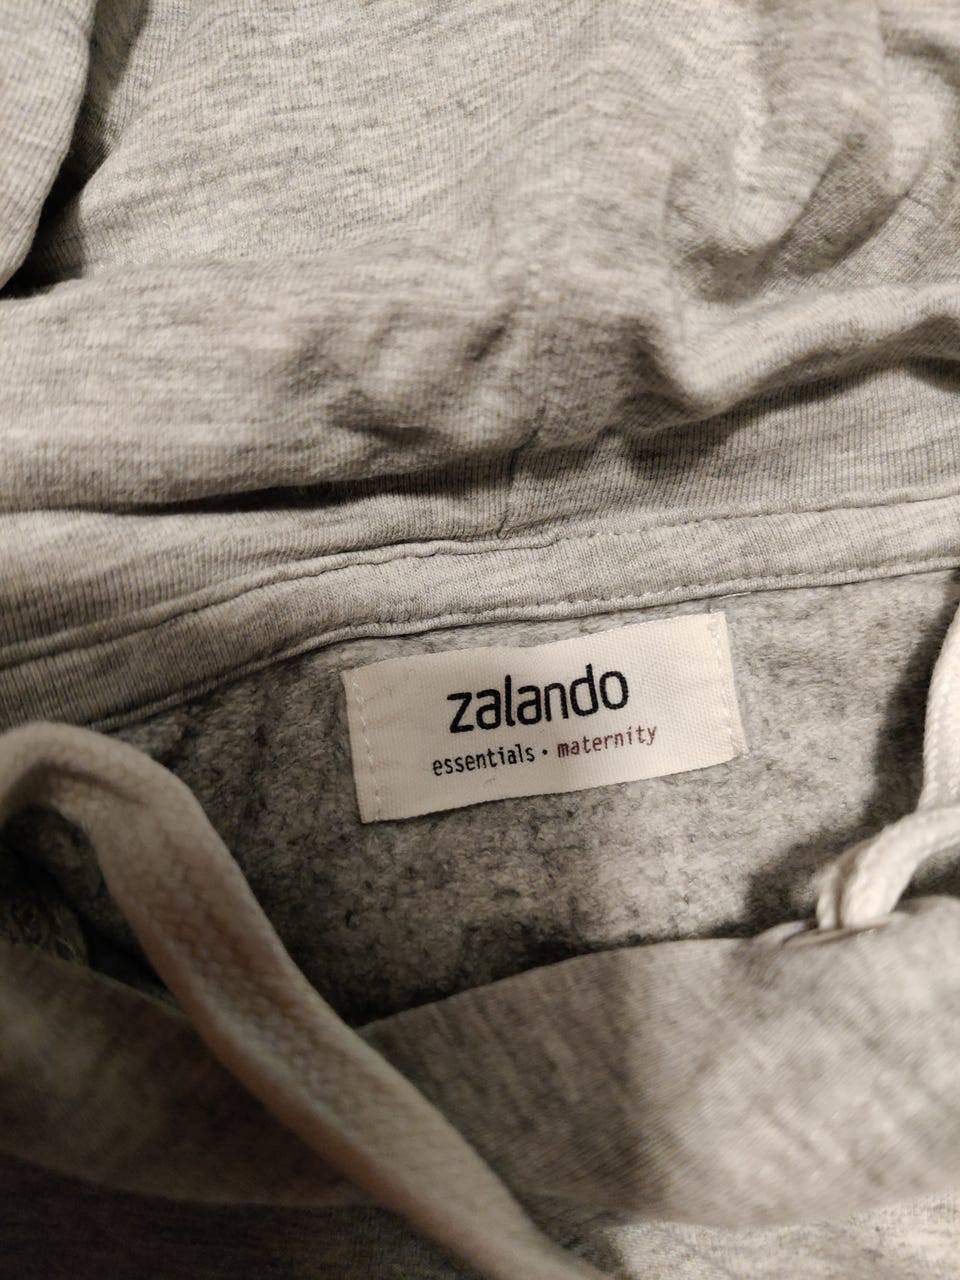 zalando
essentials · maternity